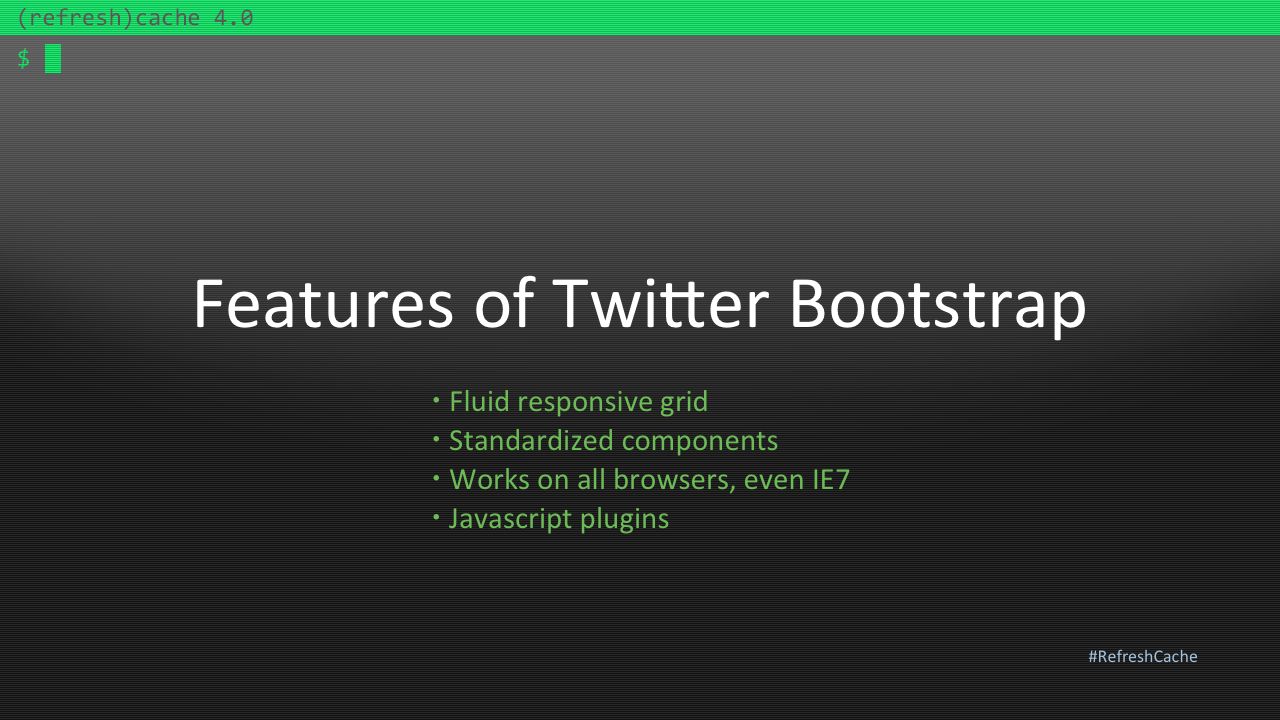 (refresh)cache 4.0
$
Features of Twitter Bootstrap
· Fluid responsive grid
· Standardized components
· Works on all browsers, even IE7
· Javascript plugins
#RefreshCache